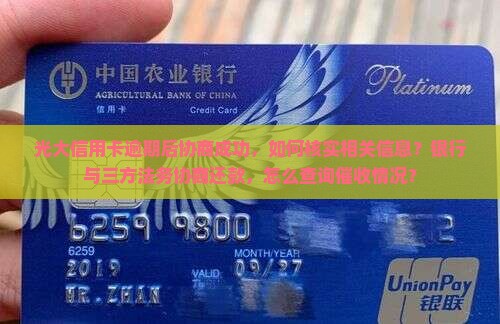 中国农业银行
AGRICULTURAL BANK OF CHINA
信用卡 Credit Card
Platinum
光大信用卡逾期后协商成功，如何核实相关信息？银行
与三方法务协商还款，怎么查询催收情况？
6259 9800 2
6259
MONTH/YEAR
2019 VALID 09/27
MR.ZHAN
UnionPay
银联